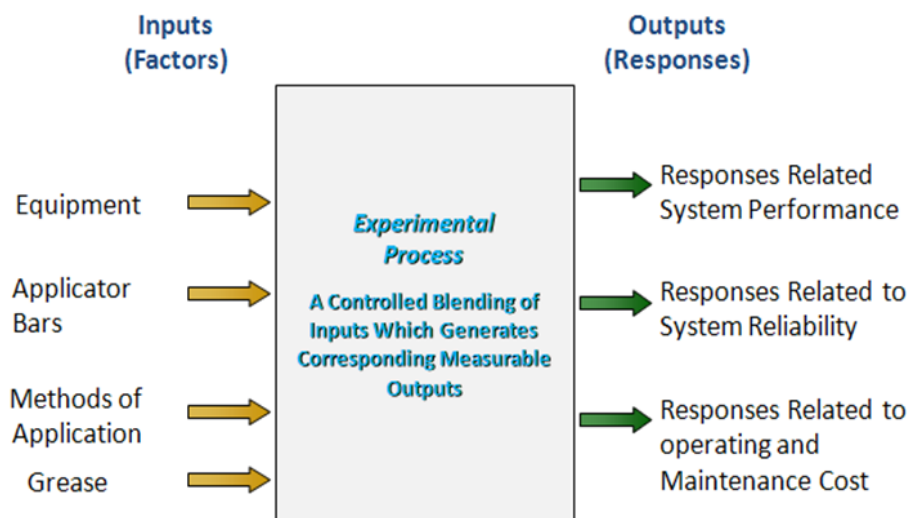 Inputs
(Factors)
Outputs
(Responses)
Equipment
Applicator
Bars
Methods of
Application
Grease
Experimental
Process
A Controlled Blending of
Inputs Which Generates
Corresponding Measurable
Outputs
Responses Related
System Performance
Responses Related to
System Reliability
Responses Related to
operating and
Maintenance Cost